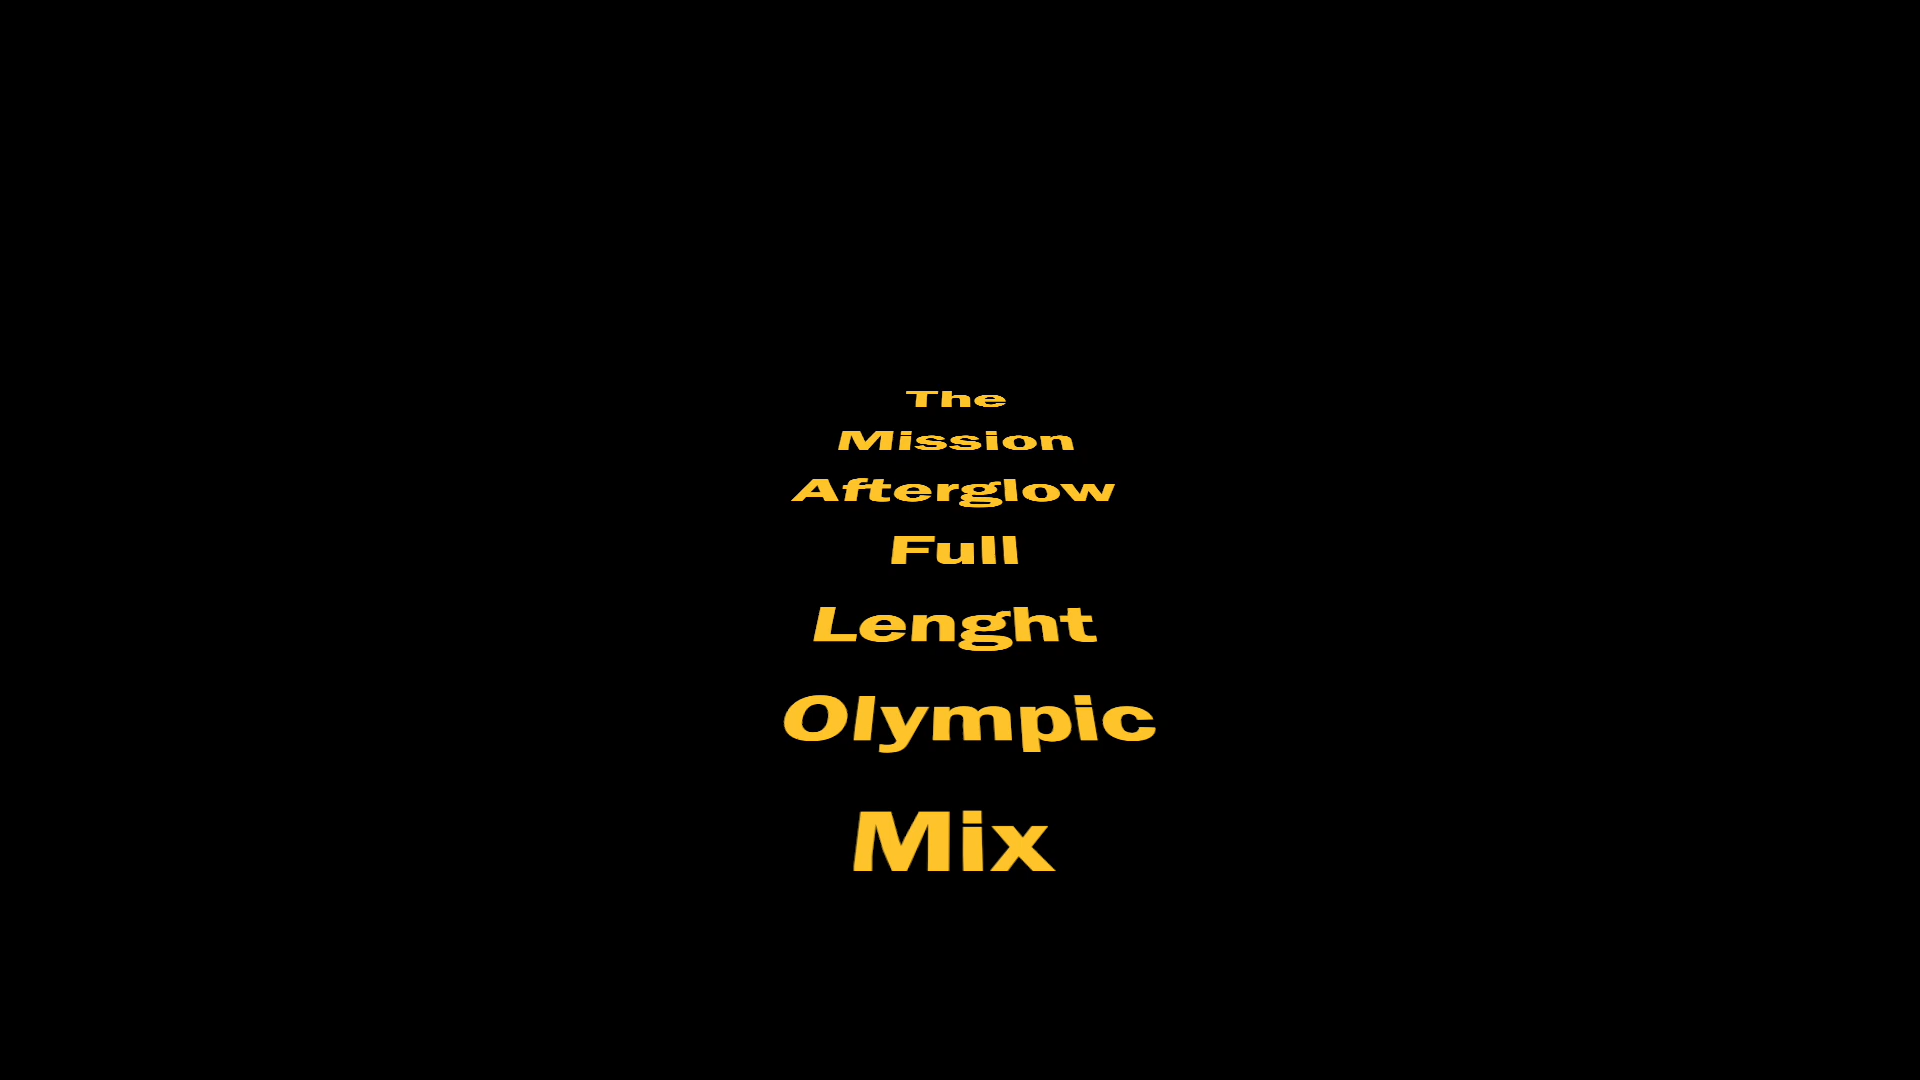 The
Mission
Afterglow
Full
Lenght
Olympic
Mix